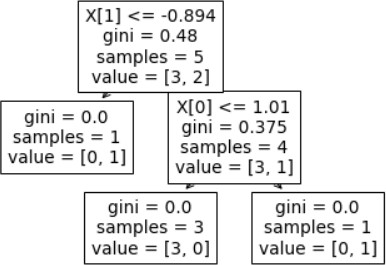 X[1] <= -0.894
gini = 0.48
samples = 5
value = [3, 2]
gini = 0.0
samples = 1
value = [0, 1]
X[0] <= 1.01
gini = 0.375
samples = 4
value = [3, 1]
gini = 0.0
samples = 3
value = [3, 0]
gini = 0.0
samples = 1
value = [0, 1]